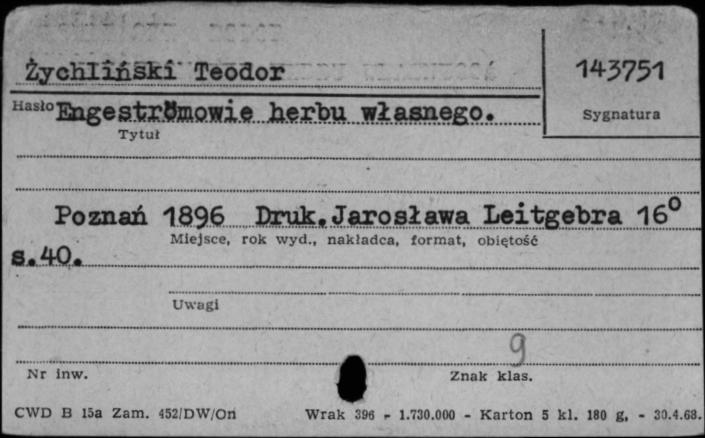 Żychliński Teodor
143751
Hasło Engeströmowie herbu własnego.
Sygnatura
Tytuł
Poznań 1896 Druk.Jarosława Leitgebra 16°
Miejsce, rok wyd., nakładca, format, objętość
s.40.
Uwagi
9
Nr inw.
Znak klas.
CWD B 15a Zam. 452/DW/On Wrak 396 - 1.730.000 - Karton 5 kl. 180 g. - 30.4.68.